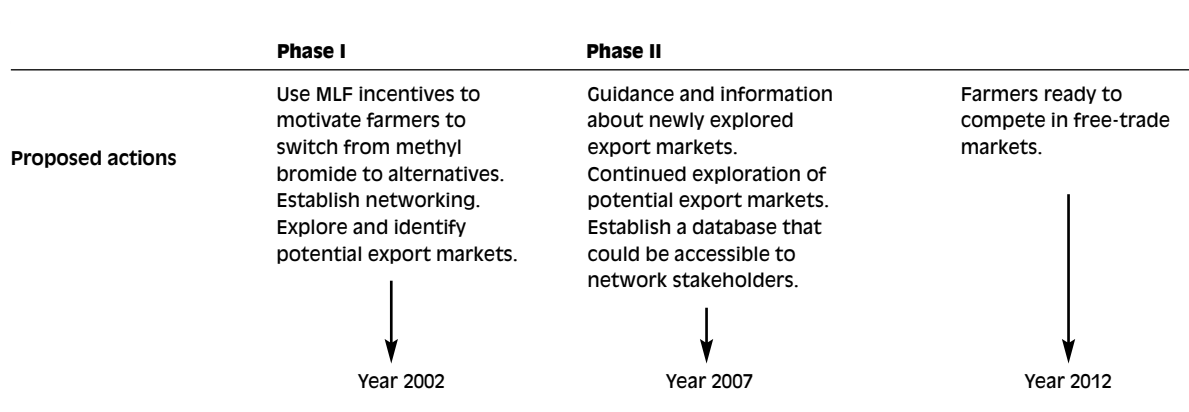 Phase I
Phase II
Proposed actions
Use MLF incentives to
motivate farmers to
switch from methyl
bromide to alternatives.
Establish networking.
Explore and identify
potential export markets.
Guidance and information
about newly explored
export markets.
Continued exploration of
potential export markets.
Establish a database that
could be accessible to
network stakeholders.
Farmers ready to
compete in free-trade
markets.
Year 2002
Year 2007
Year 2012